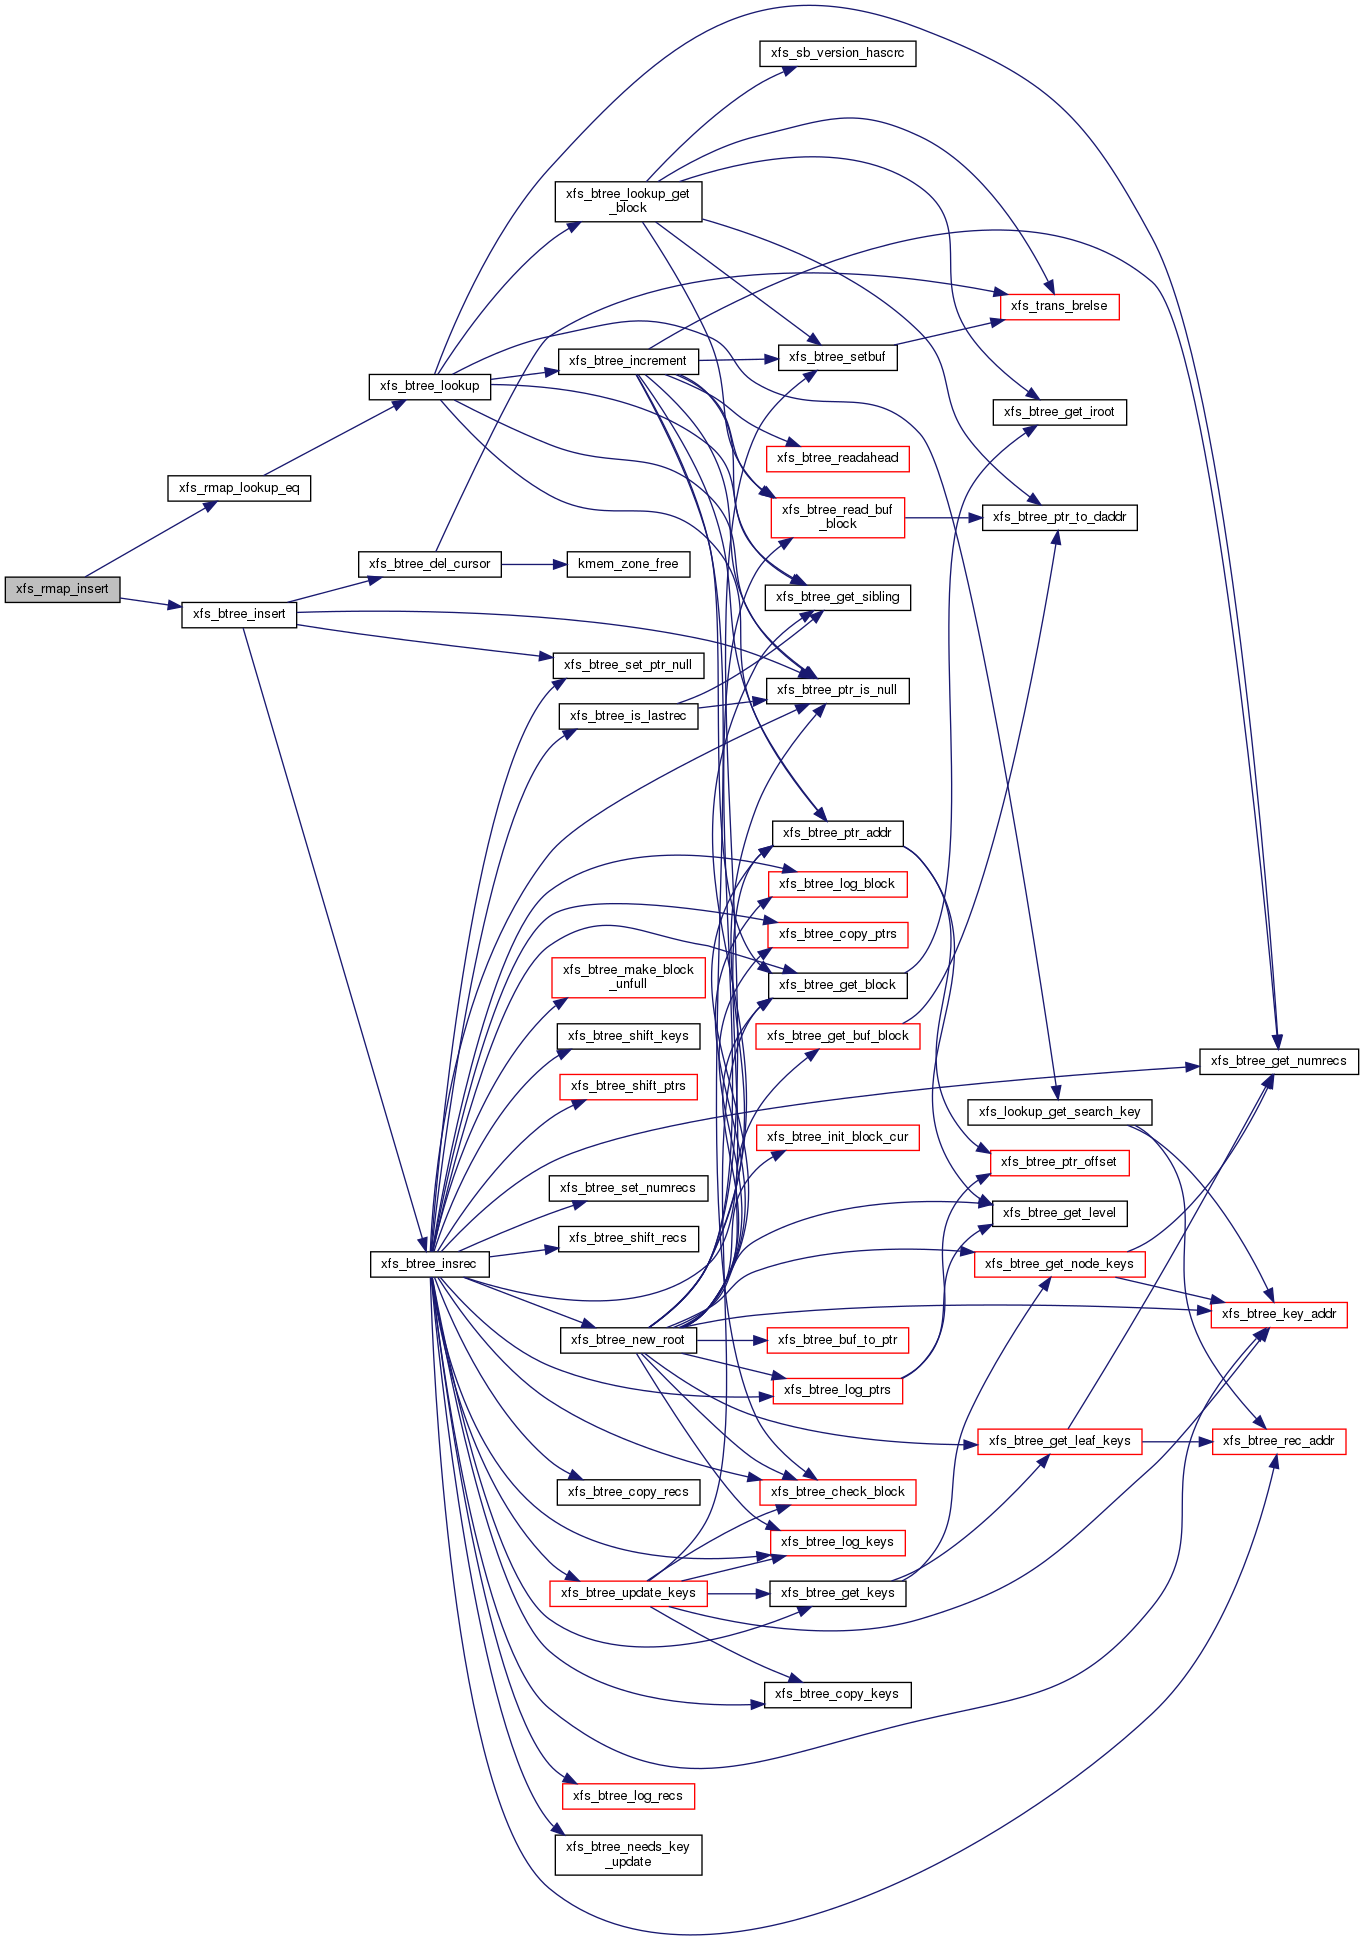 xfs_sb_version_hascrc
xfs_btree_lookup_get
_block
xfs_trans_brelse
xfs_btree_setbuf
xfs_btree_increment
xfs_btree_lookup
xfs_btree_get_iroot
xfs_btree_readahead
xfs_rmap_lookup_eq
xfs_btree_read_buf
_block
xfs_btree_ptr_to_daddr
xfs_btree_del_cursor
kmem_zone_free
xfs_rmap_insert
xfs_btree_get_sibling
xfs_btree_insert
xfs_btree_set_ptr_null
xfs_btree_ptr_is_null
xfs_btree_is_lastrec
xfs_btree_ptr_addr
xfs_btree_log_block
xfs_btree_copy_ptrs
xfs_btree_make_block
_unfull
xfs_btree_get_block
xfs_btree_shift_keys
xfs_btree_get_buf_block
xfs_btree_get_numrecs
xfs_btree_shift_ptrs
xfs_lookup_get_search_key
xfs_btree_init_block_cur
xfs_btree_ptr_offset
xfs_btree_set_numrecs
xfs_btree_get_level
xfs_btree_shift_recs
xfs_btree_insrec
xfs_btree_get_node_keys
xfs_btree_key_addr
xfs_btree_new_root
xfs_btree_buf_to_ptr
xfs_btree_log_ptrs
xfs_btree_get_leaf_keys
xfs_btree_rec_addr
xfs_btree_copy_recs
xfs_btree_check_block
xfs_btree_log_keys
xfs_btree_update_keys
xfs_btree_get_keys
xfs_btree_copy_keys
xfs_btree_log_recs
xfs_btree_needs_key
_update